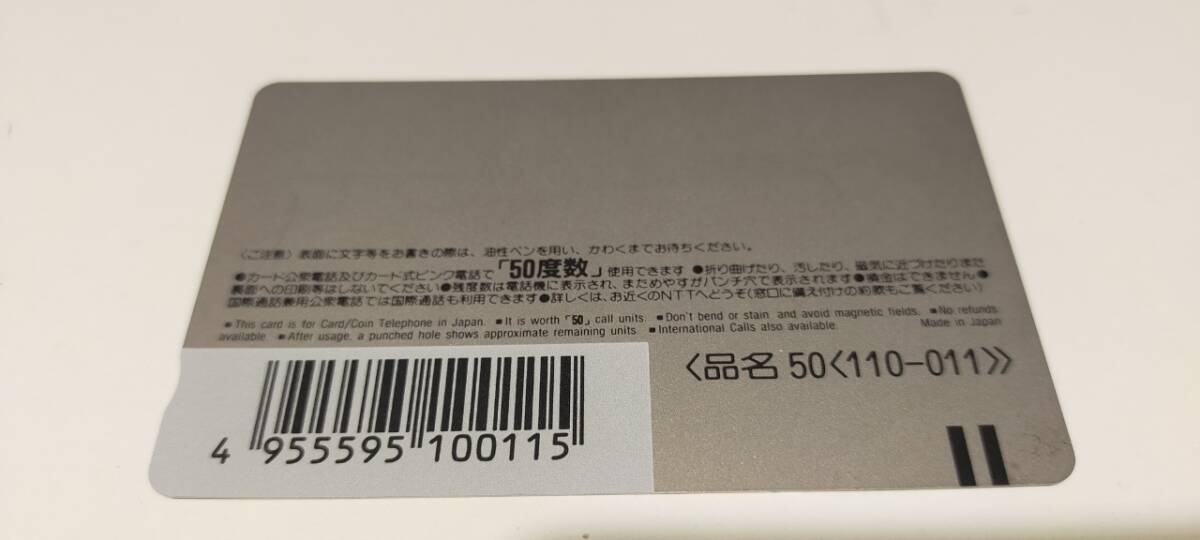 〈ご注意〉表面に文字等をお書きの際は、油性ペンを用い、かわくまでお待ちください。
●カード公衆電話及びカード式ピンク電話で「50度数」使用できます ●折り曲げたり、汚したり、磁気に近づけたりまた
表面への印刷等はしないでください●残度数は電話機に表示され、まためやすがパンチ穴で表示されます●換金はできません●
国際通話兼用公衆電話では国際通話も利用できます●詳しくは、お近くのNTTへどうぞ(窓口に備え付けの約款もご覧ください)
■This card is for Card/Coin Telephone in Japan. ■It is worth「50」call units. ■Don't bend or stain and avoid magnetic fields. ■No refunds
available. ■After usage, a punched hole shows approximate remaining units. ■International Calls also available. Made in Japan
〈品名 50〈110-011〉〉
4 955595 100115